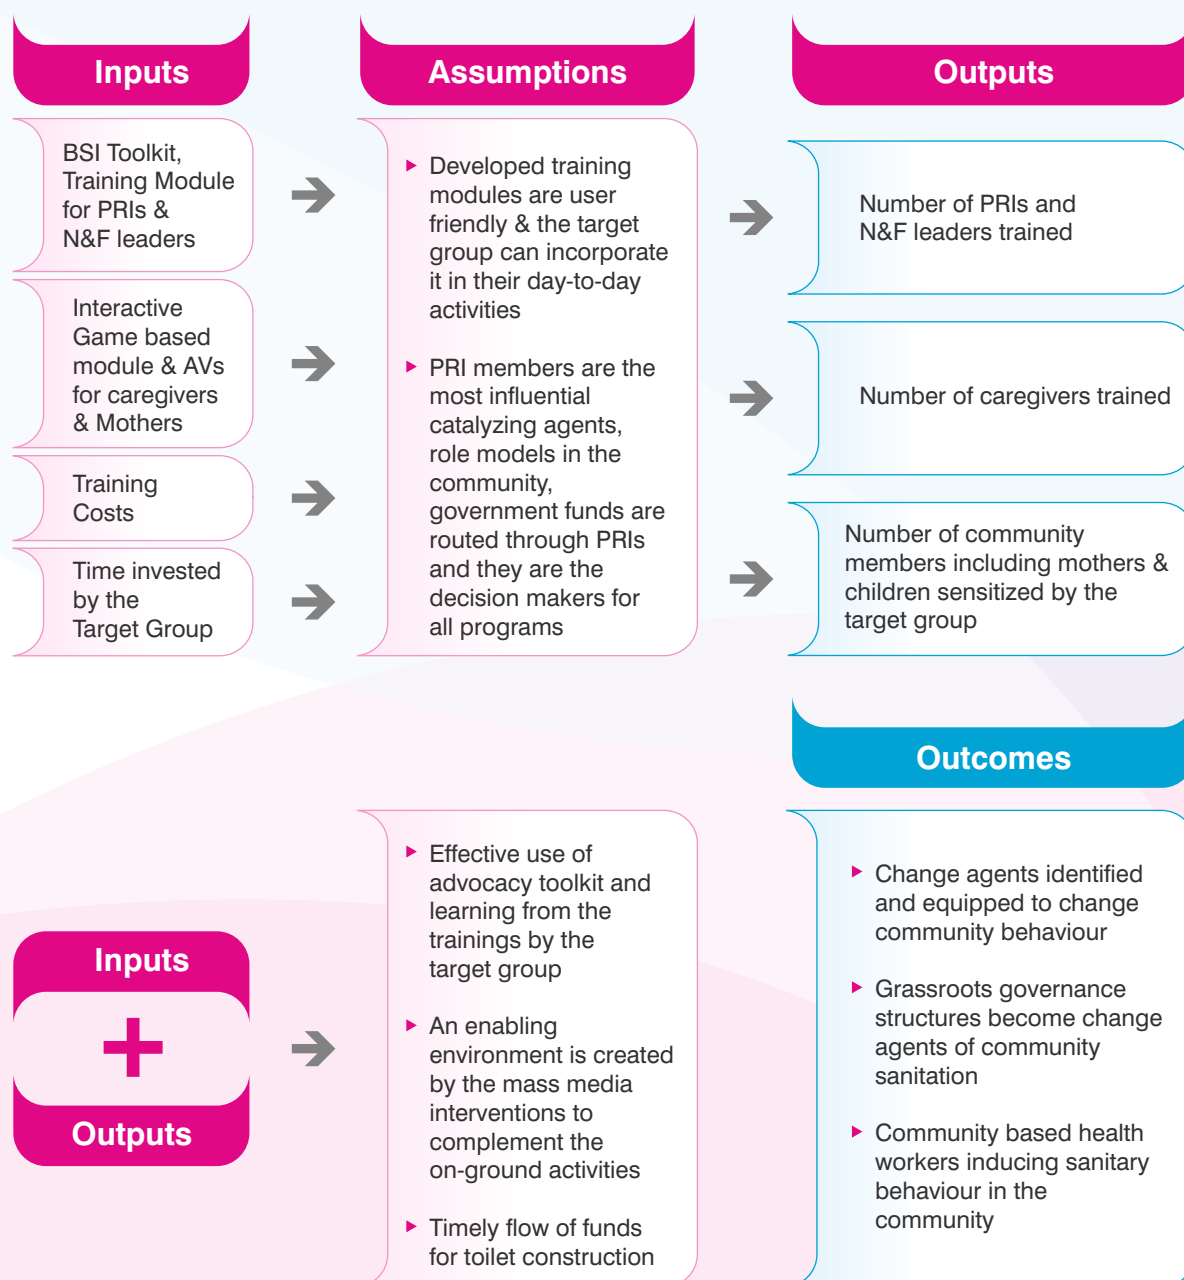 Inputs
BSI Toolkit,
Training Module
for PRIs &
N&F leaders
Interactive
Game based
module & AVs
for caregivers
& Mothers
Training
Costs
Time invested
by the
Target Group
Assumptions
Developed training
modules are user
friendly & the target
group can incorporate
it in their day-to-day
activities
PRI members are the
most influential
catalyzing agents,
role models in the
community,
government funds are
routed through PRIs
and they are the
decision makers for
all programs
Outputs
Number of PRIs and
N&F leaders trained
Number of caregivers trained
Number of community
members including mothers &
children sensitized by the
target group
Inputs
+
Outputs
Effective use of
advocacy toolkit and
learning from the
trainings by the
target group
An enabling
environment is created
by the mass media
interventions to
complement the
on-ground activities
Timely flow of funds
for toilet construction
Outcomes
Change agents identified
and equipped to change
community behaviour
Grassroots governance
structures become change
agents of community
sanitation
Community based health
workers inducing sanitary
behaviour in the
community